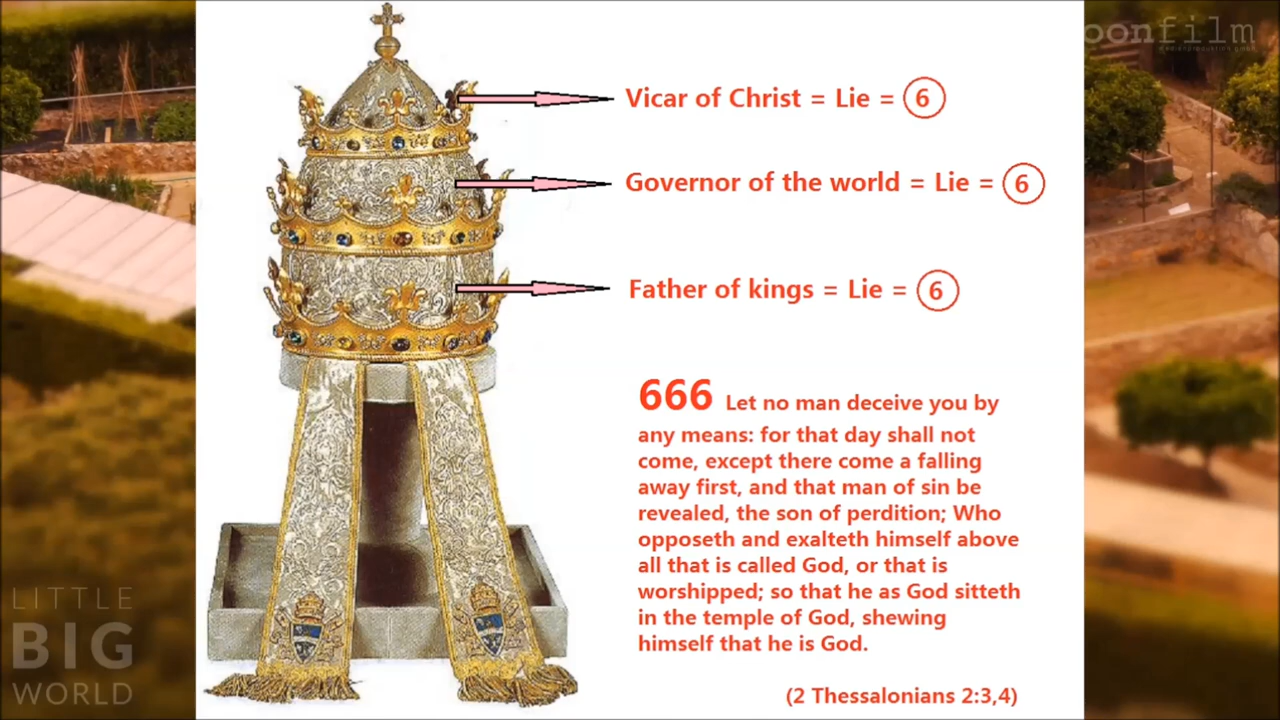 oonfilm
Vicar of Christ = Lie = 6
Governor of the world = Lie = 6
Father of kings = Lie = 6
666 Let no man deceive you by
any means: for that day shall not
come, except there come a falling
away first, and that man of sin be
revealed, the son of perdition; Who
opposeth and exalteth himself above
all that is called God, or that is
worshipped; so that he as God sitteth
in the temple of God, shewing
himself that he is God.
(2 Thessalonians 2:3,4)
LITTLE
BIG
WORLD